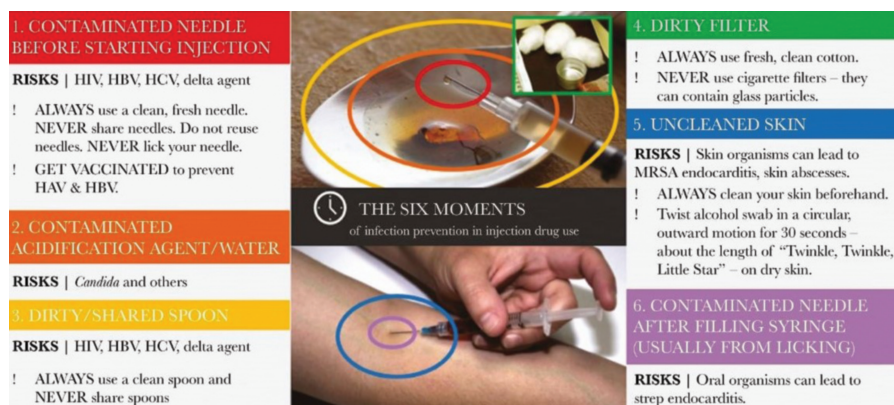 1. CONTAMINATED NEEDLE
BEFORE STARTING INJECTION
RISKS | HIV, HBV, HCV, delta agent
! ALWAYS use a clean, fresh needle.
NEVER share needles. Do not reuse
needles. NEVER lick your needle.
! GET VACCINATED to prevent
HAV & HBV.
2. CONTAMINATED
ACIDIFICATION AGENT/WATER
RISKS | Candida and others
3. DIRTY/SHARED SPOON
RISKS | HIV, HBV, HCV, delta agent
! ALWAYS use a clean spoon and
NEVER share spoons
THE SIX MOMENTS
of infection prevention in injection drug use
4. DIRTY FILTER
! ALWAYS use fresh, clean cotton.
! NEVER use cigarette filters – they
can contain glass particles.
5. UNCLEANED SKIN
RISKS | Skin organisms can lead to
MRSA endocarditis, skin abscesses.
! ALWAYS clean your skin beforehand.
! Twist alcohol swab in a circular,
outward motion for 30 seconds –
about the length of “Twinkle, Twinkle,
Little Star” – on dry skin.
6. CONTAMINATED NEEDLE
AFTER FILLING SYRINGE
(USUALLY FROM LICKING)
RISKS | Oral organisms can lead to
strep endocarditis.